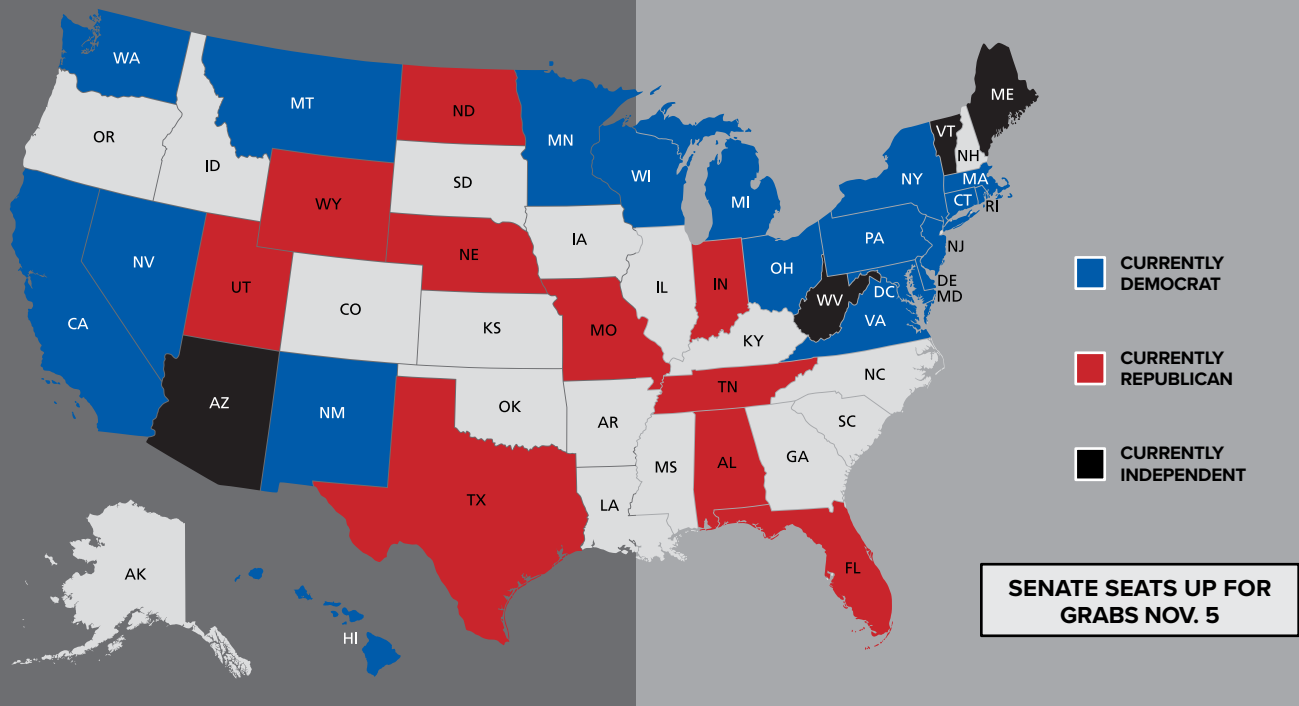 WA
MT
ND
MN
OR
ID
SD
WI
MI
NY
VT
ME
NH
MA
CT
RI
WY
NE
IA
PA
NJ
NV
UT
CO
IL
IN
OH
WV
DC
DE
MD
VA
CA
KS
MO
KY
AZ
NM
OK
AR
TN
NC
SC
TX
LA
MS
AL
GA
FL
AK
HI
CURRENTLY
DEMOCRAT
CURRENTLY
REPUBLICAN
CURRENTLY
INDEPENDENT
SENATE SEATS UP FOR
GRABS NOV. 5